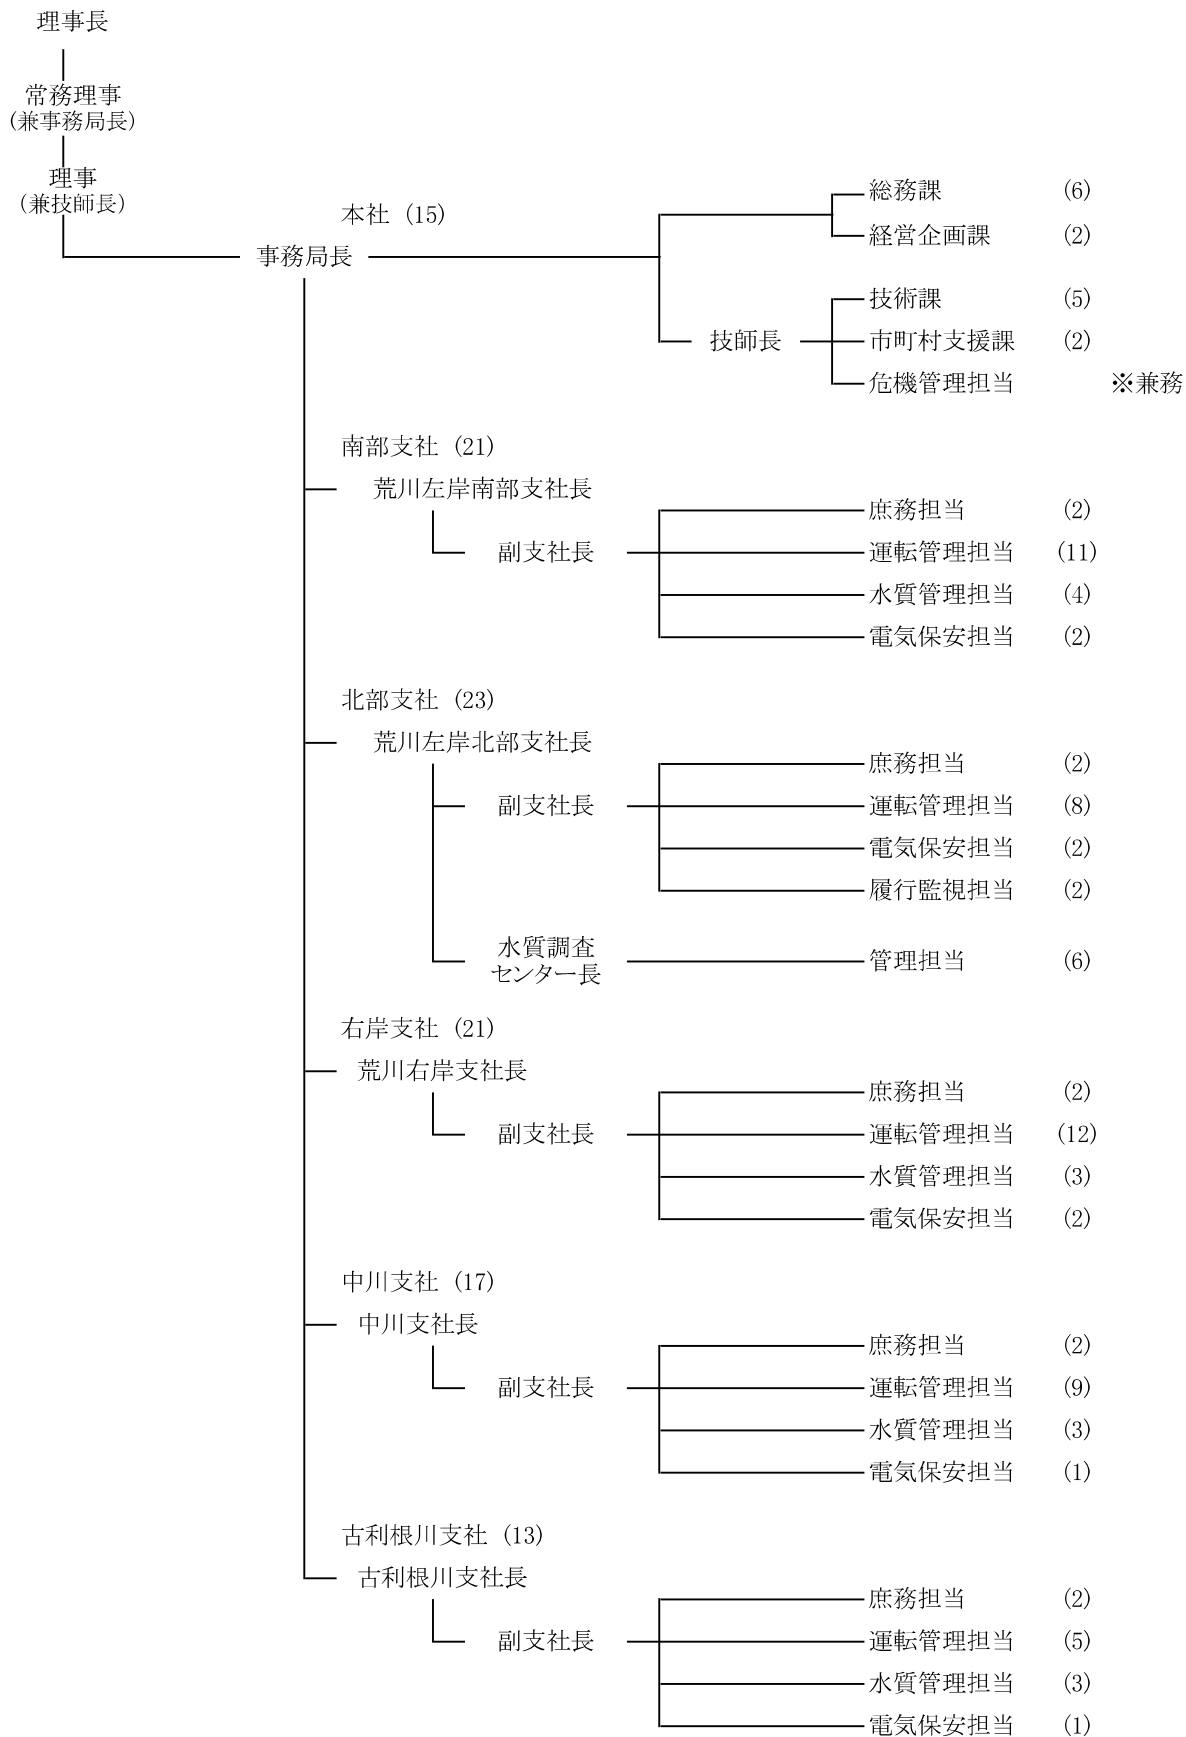 理事長
常務理事
(兼事務局長)
理事
(兼技師長)
本社 (15)
事務局長
総務課 (6)
経営企画課 (2)
技師長
技術課 (5)
市町村支援課 (2)
危機管理担当 ※兼務
南部支社 (21)
荒川左岸南部支社長
副支社長
庶務担当 (2)
運転管理担当 (11)
水質管理担当 (4)
電気保安担当 (2)
北部支社 (23)
荒川左岸北部支社長
副支社長
庶務担当 (2)
運転管理担当 (8)
電気保安担当 (2)
履行監視担当 (2)
水質調査
センター長
管理担当 (6)
右岸支社 (21)
荒川右岸支社長
副支社長
庶務担当 (2)
運転管理担当 (12)
水質管理担当 (3)
電気保安担当 (2)
中川支社 (17)
中川支社長
副支社長
庶務担当 (2)
運転管理担当 (9)
水質管理担当 (3)
電気保安担当 (1)
古利根川支社 (13)
古利根川支社長
副支社長
庶務担当 (2)
運転管理担当 (5)
水質管理担当 (3)
電気保安担当 (1)